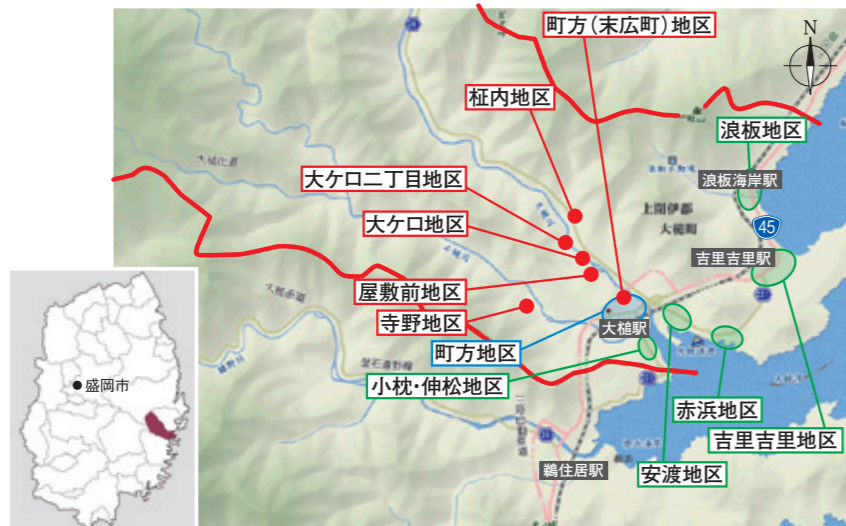 町方(末広町)地区
N
柾内地区
浪板地区
大ケ口二丁目地区
浪板海岸駅
上閉伊郡
大槌町
大ケ口地区
45
吉里吉里駅
屋敷前地区
寺野地区
大槌駅
町方地区
小枕・伸松地区
盛岡市
赤浜地区
吉里吉里地区
安渡地区
鵜住居駅